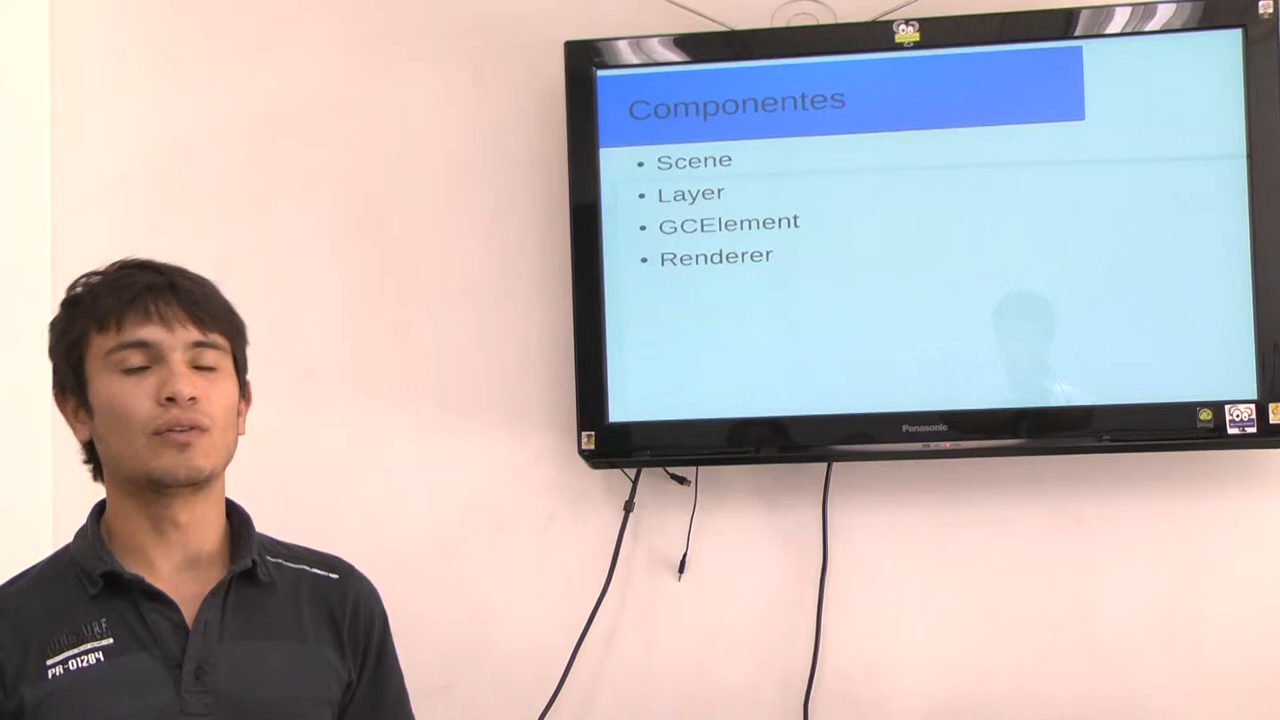 Componentes
• Scene
• Layer
• GCElement
• Renderer
Panasonic
PR-01284